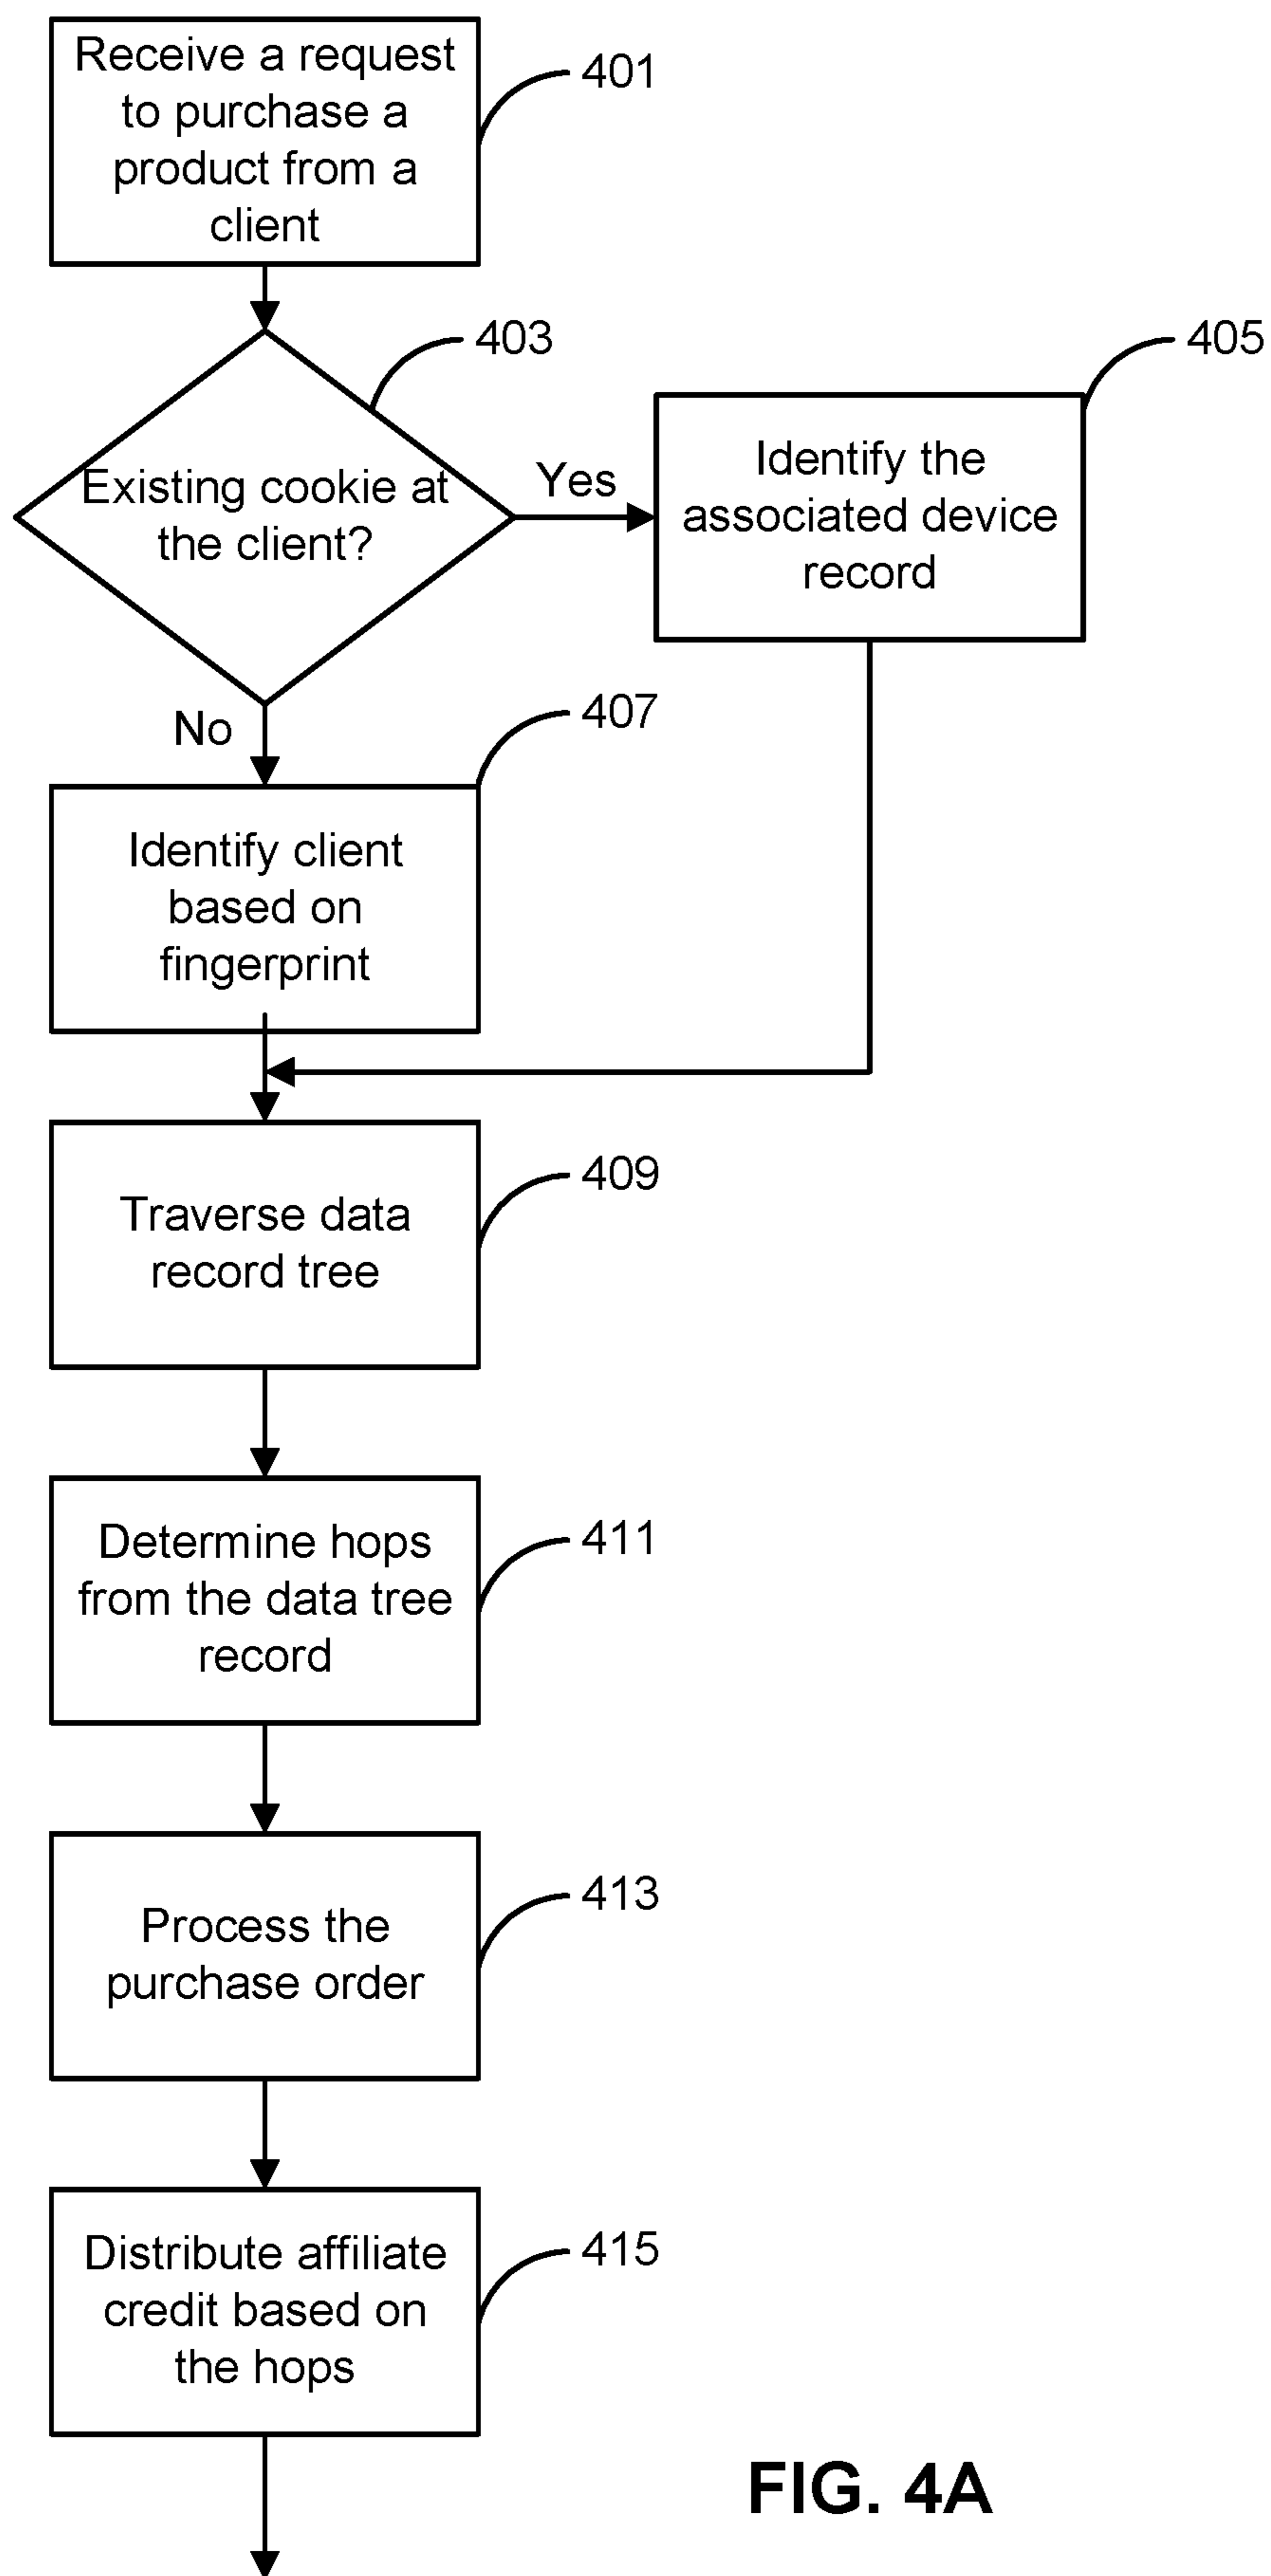 Receive a request
to purchase a
product from a
client
401
403
Existing cookie at
the client?
Yes
405
Identify the
associated device
record
No
407
Identify client
based on
fingerprint
409
Traverse data
record tree
411
Determine hops
from the data tree
record
413
Process the
purchase order
415
Distribute affiliate
credit based on
the hops
FIG. 4A